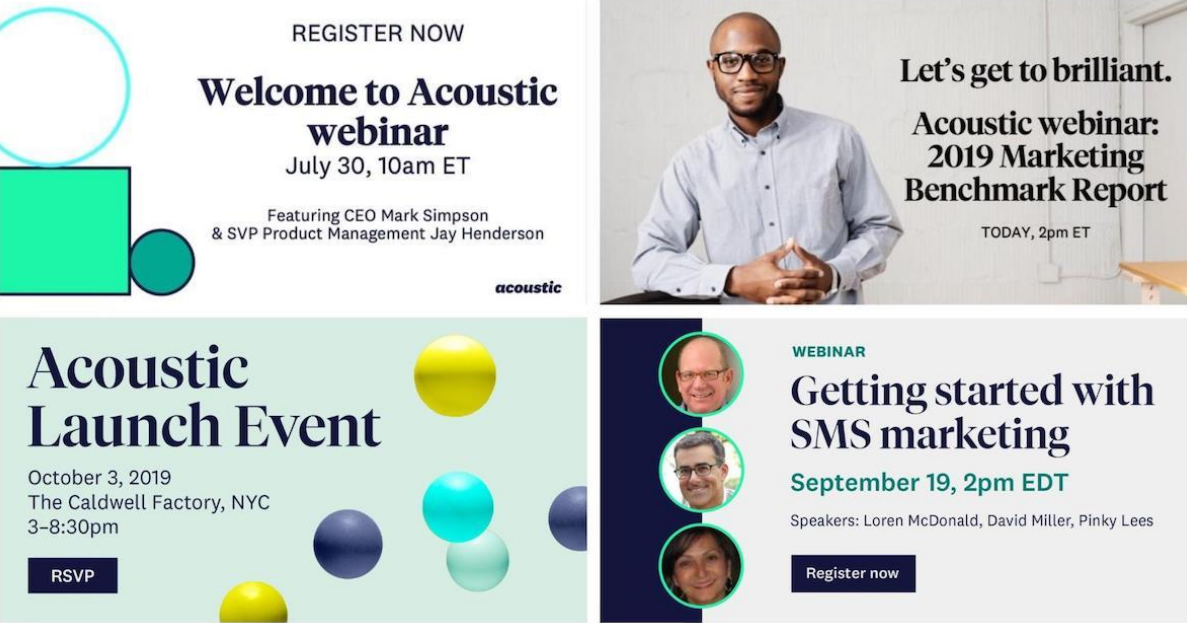 REGISTER NOW
Welcome to Acoustic
webinar
July 30, 10am ET
Featuring CEO Mark Simpson
& SVP Product Management Jay Henderson
acoustic
Let's get to brilliant.
Acoustic webinar:
2019 Marketing
Benchmark Report
TODAY, 2pm ET
Acoustic
Launch Event
October 3, 2019
The Caldwell Factory, NYC
3–8:30pm
RSVP
WEBINAR
Getting started with
SMS marketing
September 19, 2pm EDT
Speakers: Loren McDonald, David Miller, Pinky Lees
Register now